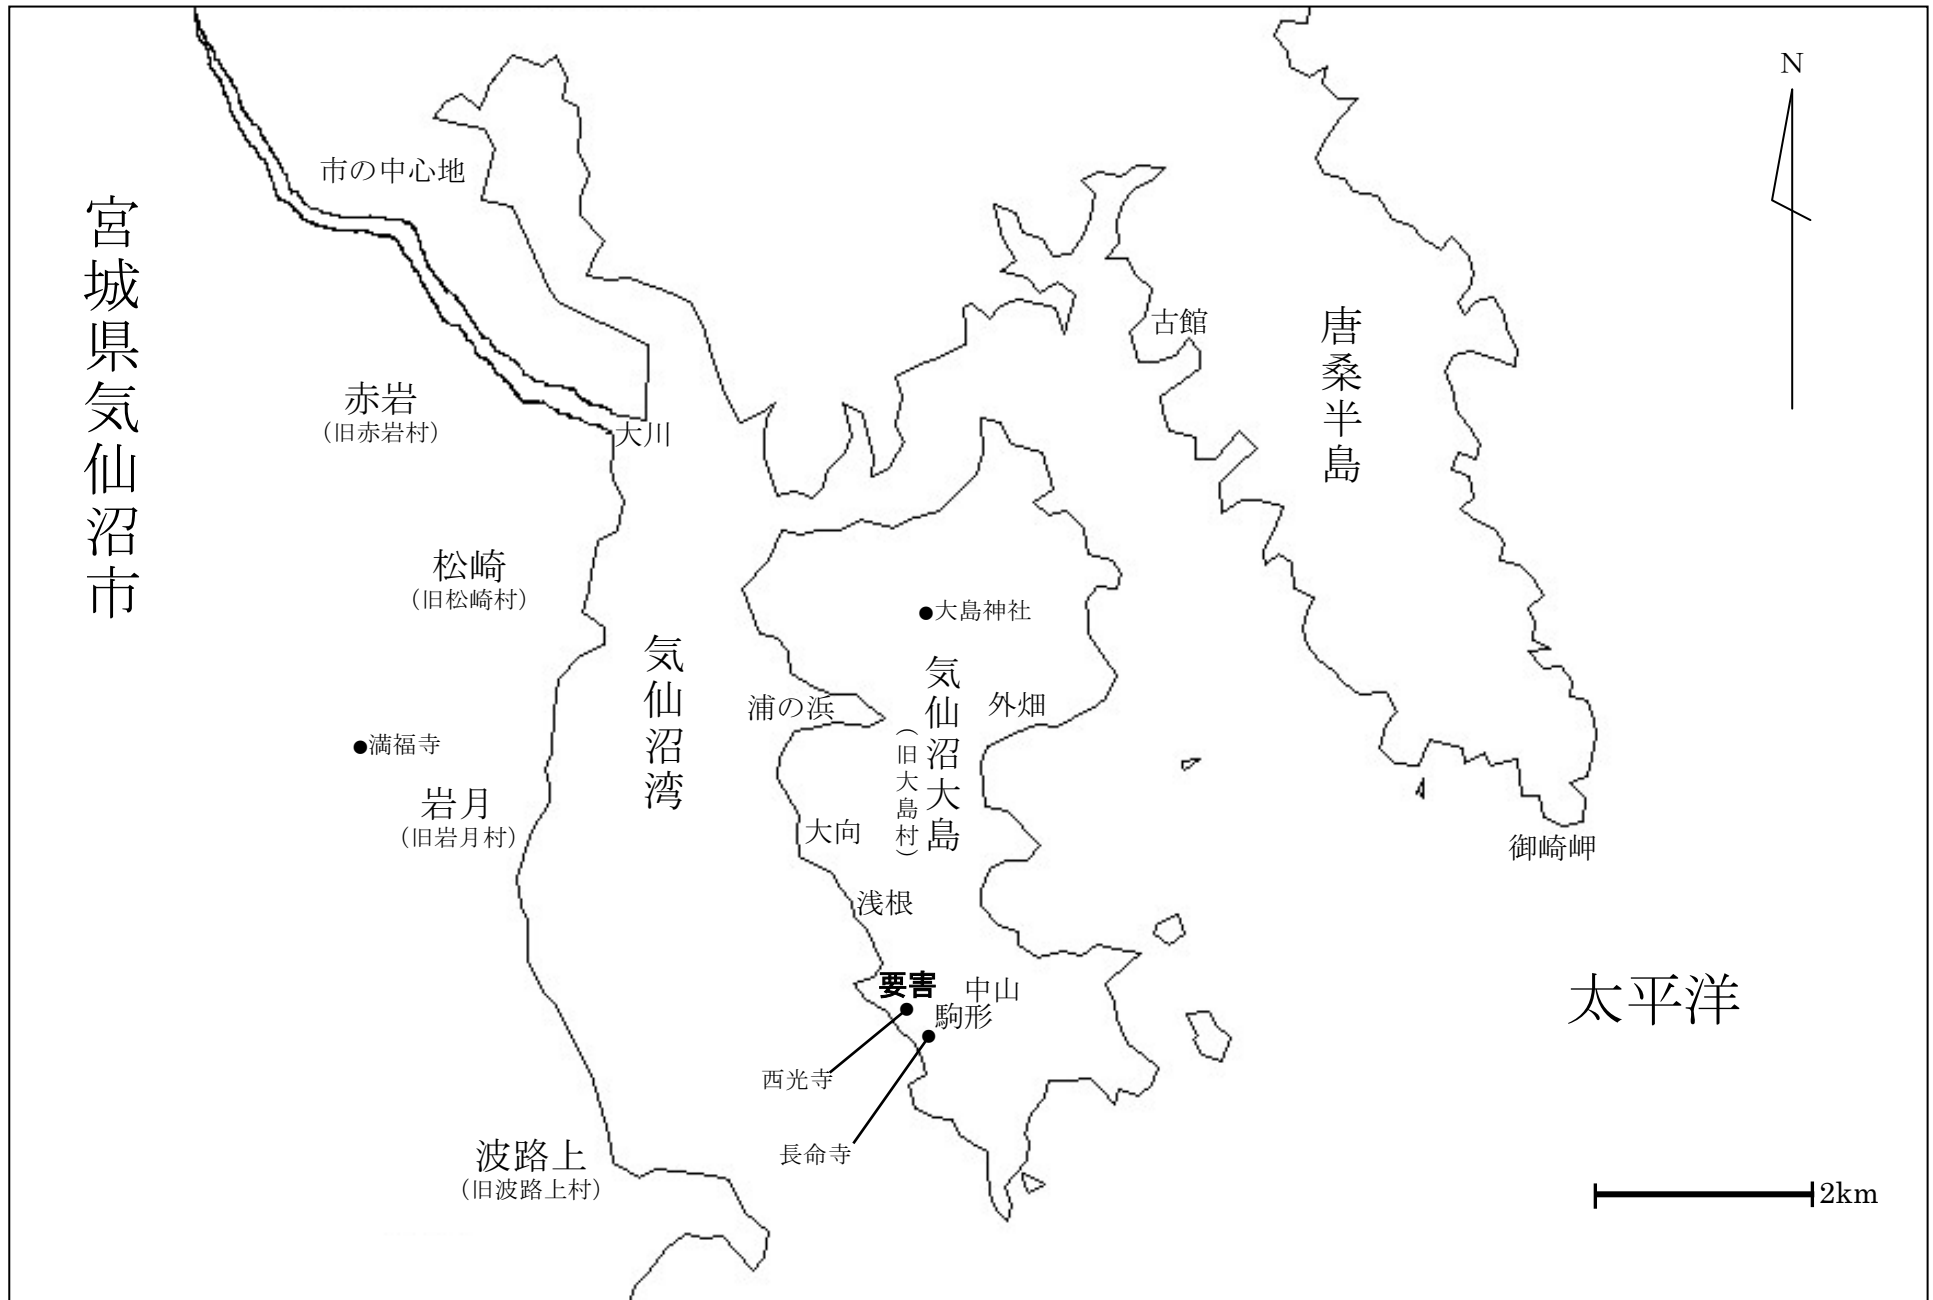 宮城県気仙沼市
N
市の中心地
古館
唐桑半島
赤岩
（旧赤岩村）
大川
松崎
（旧松崎村）
●大島神社
気仙沼湾
気仙沼大島
（旧大島村）
浦の浜
外畑
●満福寺
岩月
（旧岩月村）
大向
御崎岬
浅根
要害
中山
駒形
太平洋
西光寺
長命寺
波路上
（旧波路上村）
2km